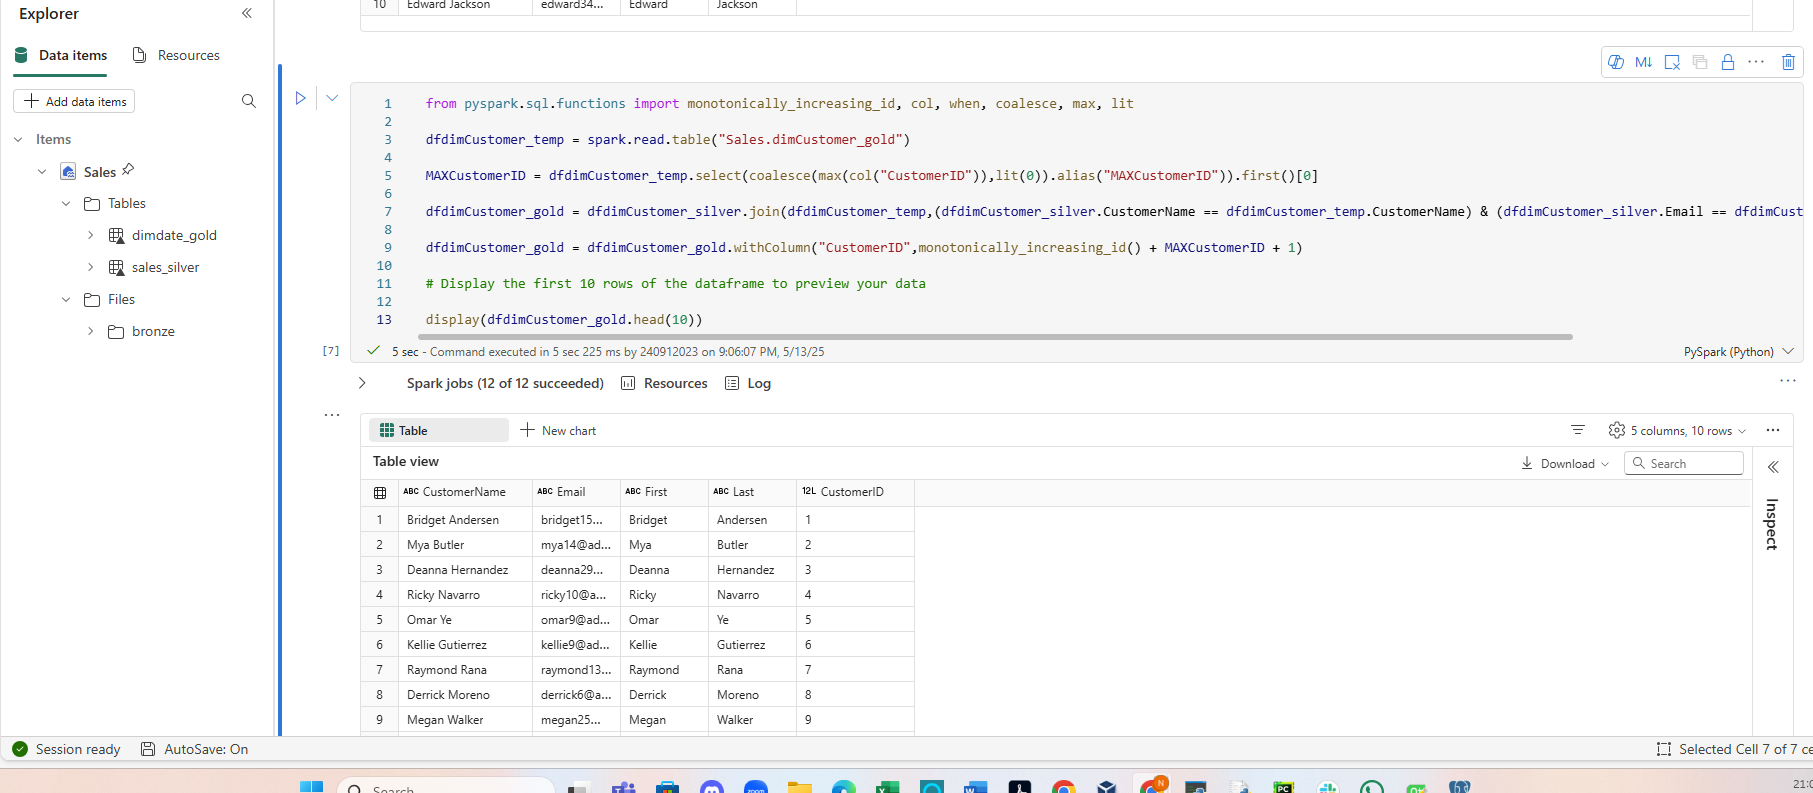 Explorer
Data items
Resources
Add data items
Items
Sales
Tables
dimdate_gold
sales_silver
Files
bronze
10 Edward Jackson edward34... Edward Jackson
M↓
1 from pyspark.sql.functions import monotonically_increasing_id, col, when, coalesce, max, lit
2
3 dfdimCustomer_temp = spark.read.table("Sales.dimCustomer_gold")
4
5 MAXCustomerID = dfdimCustomer_temp.select(coalesce(max(col("CustomerID")),lit(0)).alias("MAXCustomerID")).first()[0]
6
7 dfdimCustomer_gold = dfdimCustomer_silver.join(dfdimCustomer_temp,(dfdimCustomer_silver.CustomerName == dfdimCustomer_temp.CustomerName) & (dfdimCustomer_silver.Email == dfdimCust
8
9 dfdimCustomer_gold = dfdimCustomer_gold.withColumn("CustomerID",monotonically_increasing_id() + MAXCustomerID + 1)
10
11 # Display the first 10 rows of the dataframe to preview your data
12
13 display(dfdimCustomer_gold.head(10))
[7] 5 sec - Command executed in 5 sec 225 ms by 240912023 on 9:06:07 PM, 5/13/25 PySpark (Python)
Spark jobs (12 of 12 succeeded) Resources Log
Table New chart 5 columns, 10 rows
Table view Download Search
ABC CustomerName ABC Email ABC First ABC Last 12L CustomerID
1 Bridget Andersen bridget15... Bridget Andersen 1
2 Mya Butler mya14@ad... Mya Butler 2
3 Deanna Hernandez deanna29... Deanna Hernandez 3
4 Ricky Navarro ricky10@a... Ricky Navarro 4
5 Omar Ye omar9@ad... Omar Ye 5
6 Kellie Gutierrez kellie9@ad... Kellie Gutierrez 6
7 Raymond Rana raymond13... Raymond Rana 7
8 Derrick Moreno derrick6@a... Derrick Moreno 8
9 Megan Walker megan25... Megan Walker 9
Inspect
Session ready AutoSave: On Selected Cell 7 of 7 ce
Search
21:0